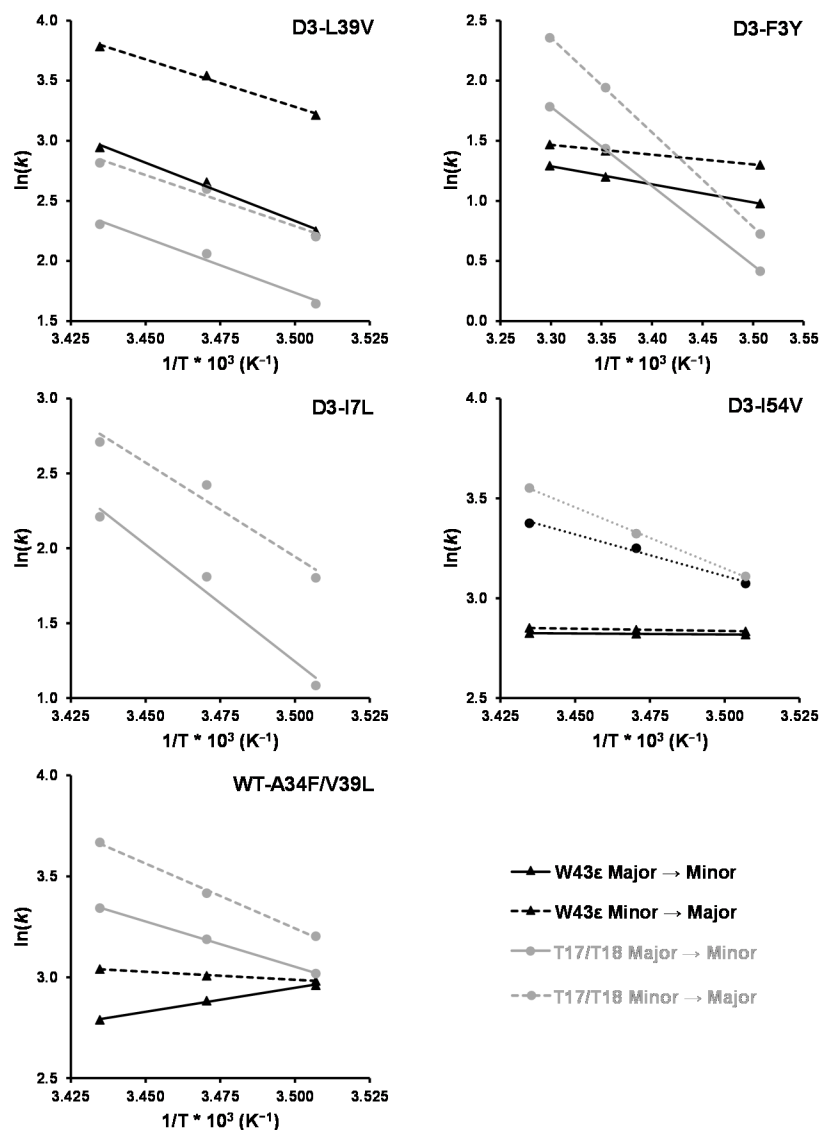 D3-L39V
4.0
3.5
3.0
2.5
2.0
1.5
ln(k)
3.425 3.450 3.475 3.500 3.525
1/T * 10³ (K⁻¹)
D3-F3Y
2.5
2.0
1.5
1.0
0.5
0.0
ln(k)
3.25 3.30 3.35 3.40 3.45 3.50 3.55
1/T * 10³ (K⁻¹)
D3-I7L
3.0
2.5
2.0
1.5
1.0
ln(k)
3.425 3.450 3.475 3.500 3.525
1/T * 10³ (K⁻¹)
D3-I54V
4.0
3.5
3.0
2.5
ln(k)
3.425 3.450 3.475 3.500 3.525
1/T * 10³ (K⁻¹)
WT-A34F/V39L
4.0
3.5
3.0
2.5
ln(k)
3.425 3.450 3.475 3.500 3.525
1/T * 10³ (K⁻¹)
W43ε Major → Minor
W43ε Minor → Major
T17/T18 Major → Minor
T17/T18 Minor → Major